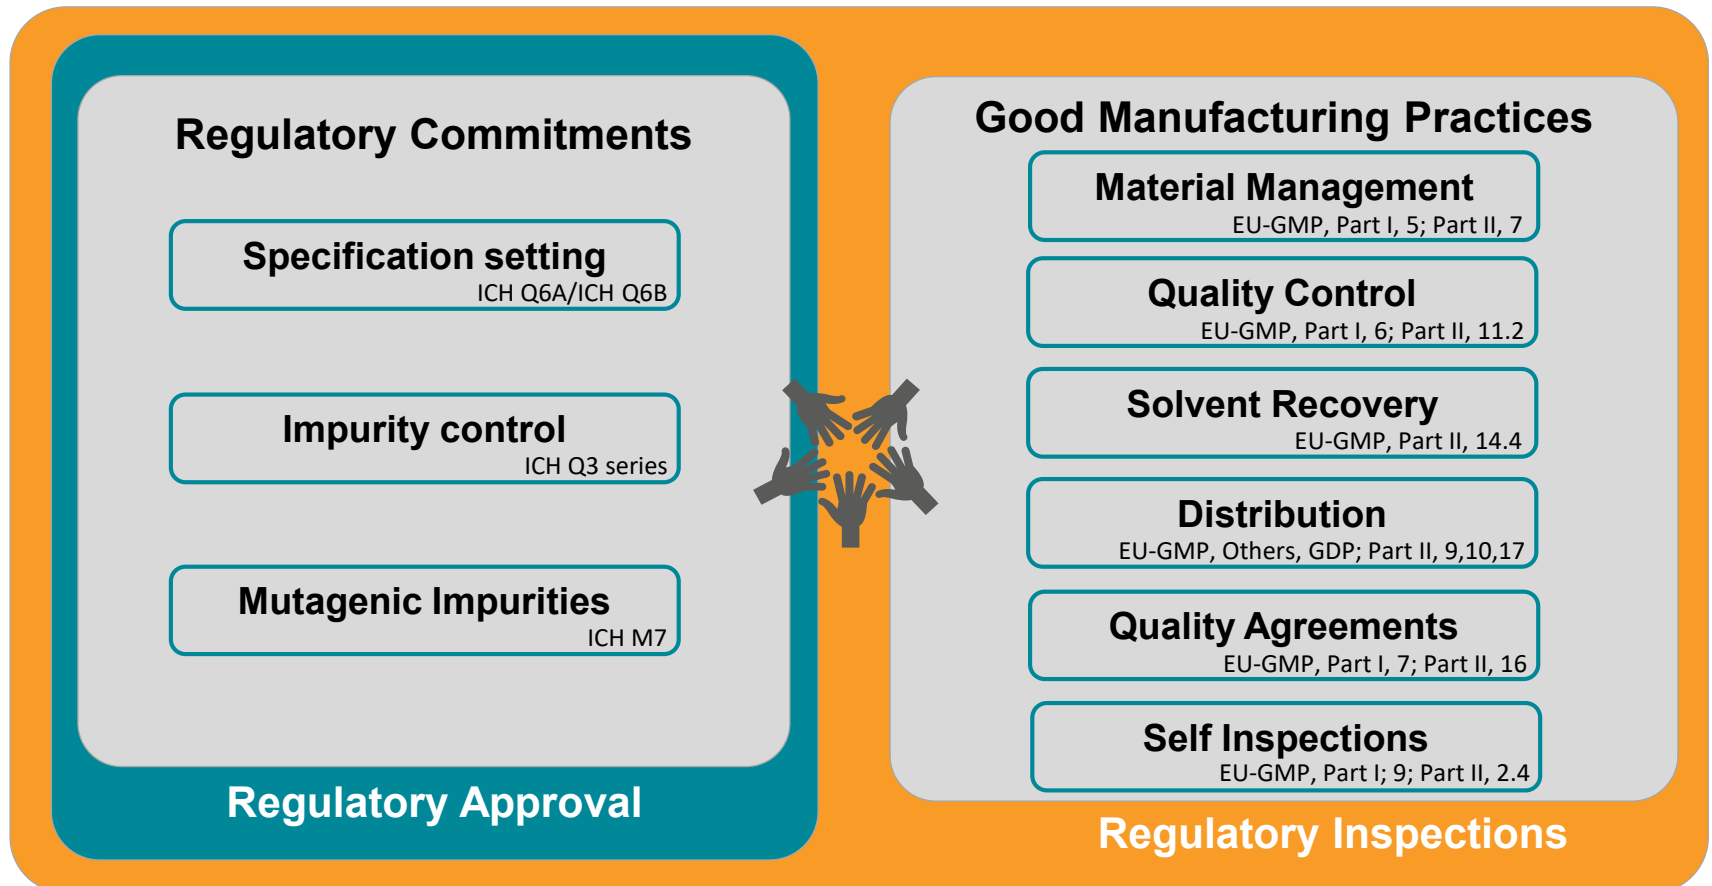 Regulatory Commitments
Specification setting
ICH Q6A/ICH Q6B
Impurity control
ICH Q3 series
Mutagenic Impurities
ICH M7
Regulatory Approval
Good Manufacturing Practices
Material Management
EU-GMP, Part I, 5; Part II, 7
Quality Control
EU-GMP, Part I, 6; Part II, 11.2
Solvent Recovery
EU-GMP, Part II, 14.4
Distribution
EU-GMP, Others, GDP; Part II, 9,10,17
Quality Agreements
EU-GMP, Part I, 7; Part II, 16
Self Inspections
EU-GMP, Part I; 9; Part II, 2.4
Regulatory Inspections